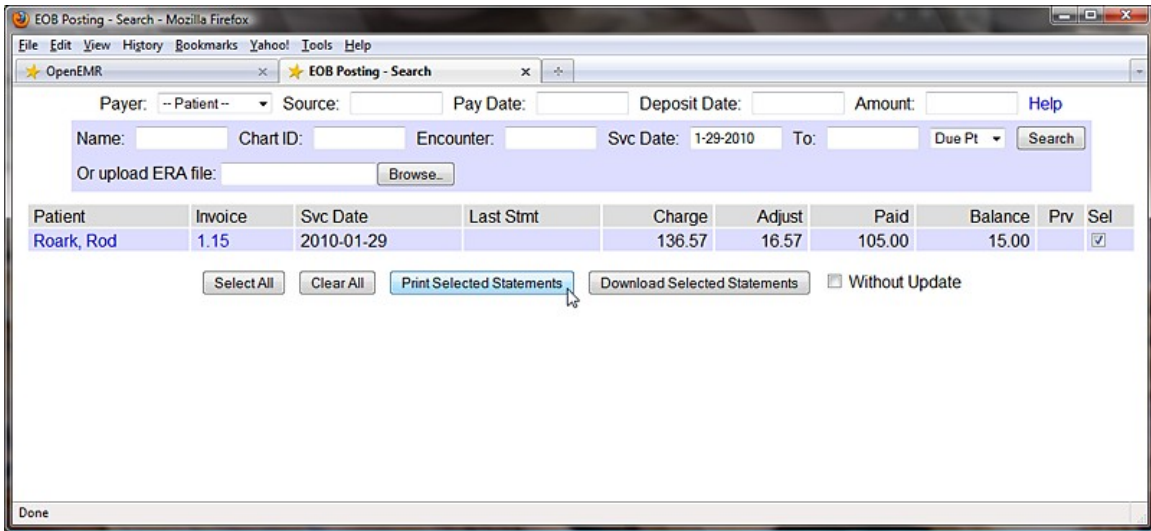 EOB Posting - Search - Mozilla Firefox
File Edit View History Bookmarks Yahoo! Tools Help
OpenEMR EOB Posting - Search
Payer: -- Patient -- Source: Pay Date: Deposit Date: Amount: Help
Name: Chart ID: Encounter: Svc Date: 1-29-2010 To: Due Pt Search
Or upload ERA file: Browse..
Patient Invoice Svc Date Last Stmt Charge Adjust Paid Balance Prv Sel
Roark, Rod 1.15 2010-01-29 136.57 16.57 105.00 15.00
Select All Clear All Print Selected Statements Download Selected Statements Without Update
Done